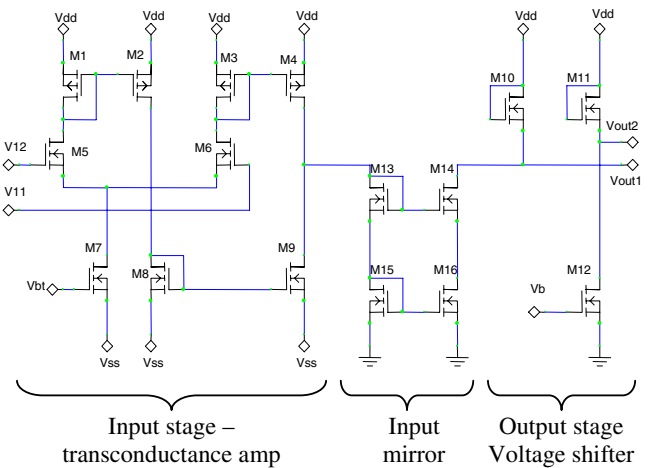 Vdd Vdd Vdd Vdd Vdd Vdd
M1 M2 M3 M4
M10 M11
V12 M5 M6 Vout2
M13 M14
V11 Vout1
M7 M8 M9 M15 M16 M12
Vbt Vb
Vss Vss Vss
Input stage – Input Output stage
transconductance amp mirror Voltage shifter